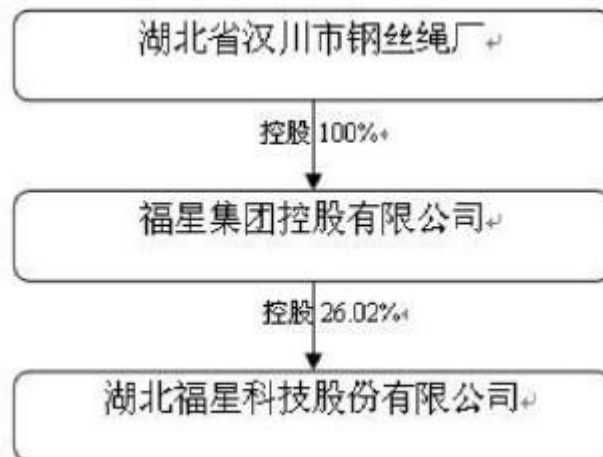 湖北省汉川市钢丝绳厂
控股 100%
福星集团控股有限公司
控股 26.02%
湖北福星科技股份有限公司